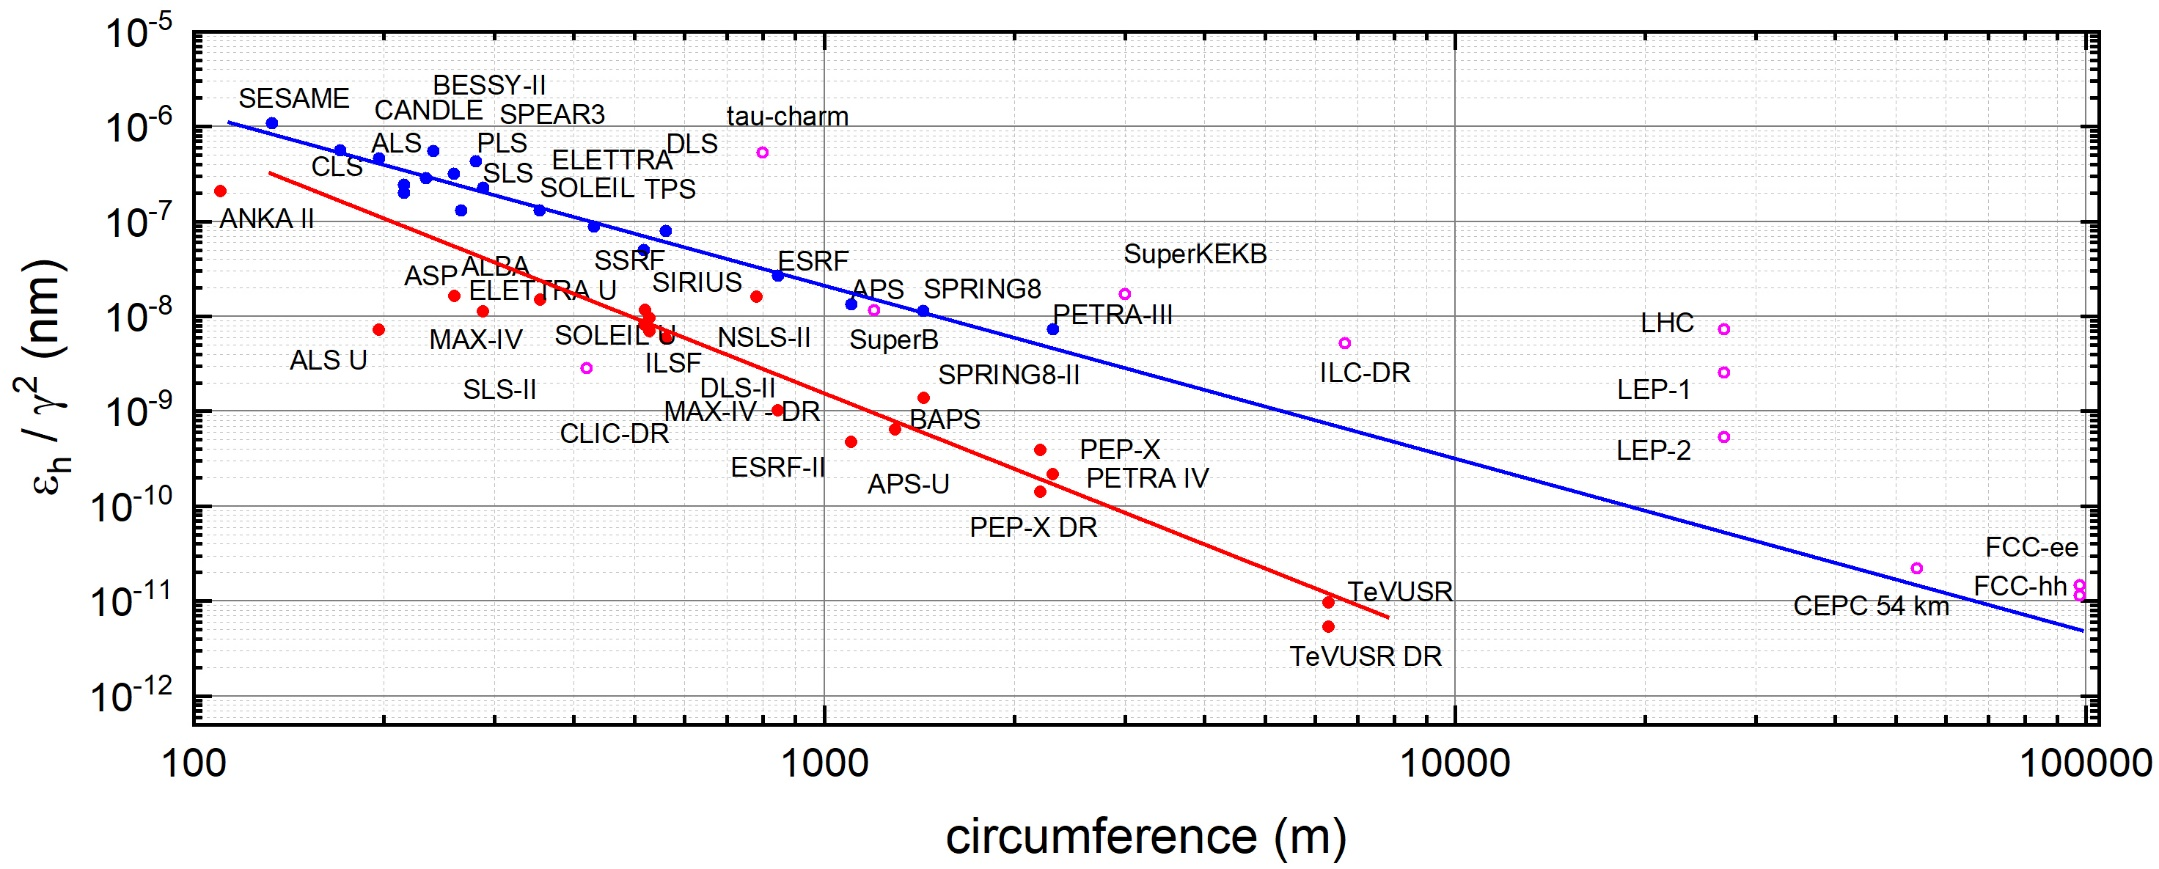 10-5
BESSY-II
SESAME
CANDLE
SPEAR3
tau-charm
10-6
ALS
PLS
DLS
CLS
SLS
ELETTRA
SOLEIL
TPS
10-7
ANKA II
SuperKEKB
SSRF
ESRF
ASP
ALBA
SIRIUS
ELETTRA U
APS
SPRING8
10-8
PETRA-III
LHC
MAX-IV
SOLEIL U
NSLS-II
SuperB
ALS U
ILSF
ILC-DR
SPRING8-II
SLS-II
DLS-II
LEP-1
10-9
MAX-IV - DR
BAPS
CLIC-DR
PEP-X
LEP-2
ESRF-II
APS-U
PETRA IV
10-10
PEP-X DR
FCC-ee
TeVUSR
FCC-hh
10-11
CEPC 54 km
TeVUSR DR
10-12
εh / γ2 (nm)
100
1000
10000
100000
circumference (m)